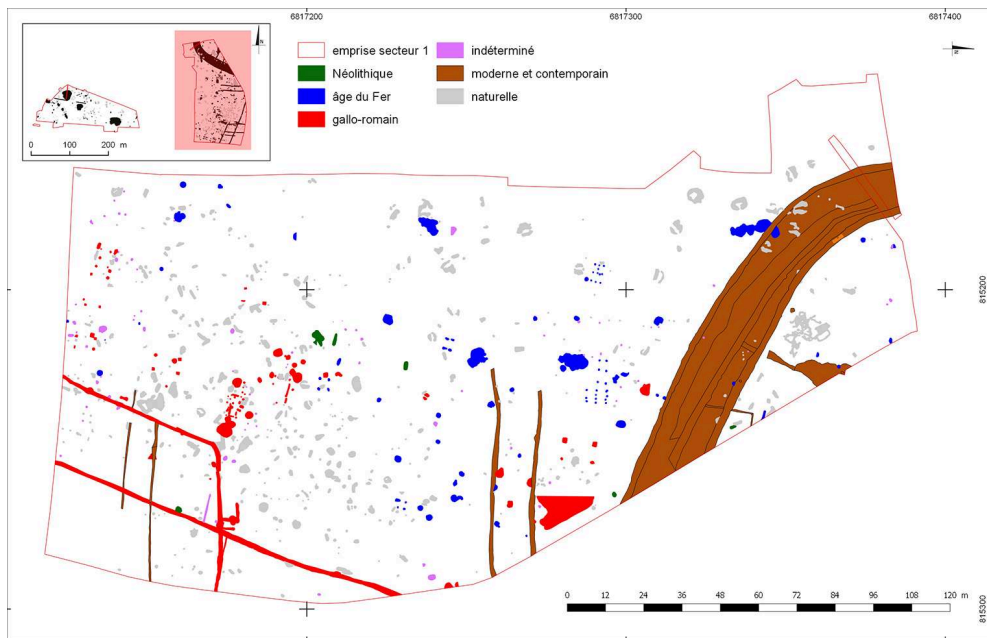 6817200
6817300
6817400
N
N
0 100 200 m
emprise secteur 1
Néolithique
âge du Fer
gallo-romain
indéterminé
moderne et contemporain
naturelle
815200
0 12 24 36 48 60 72 84 96 108 120 m
815300